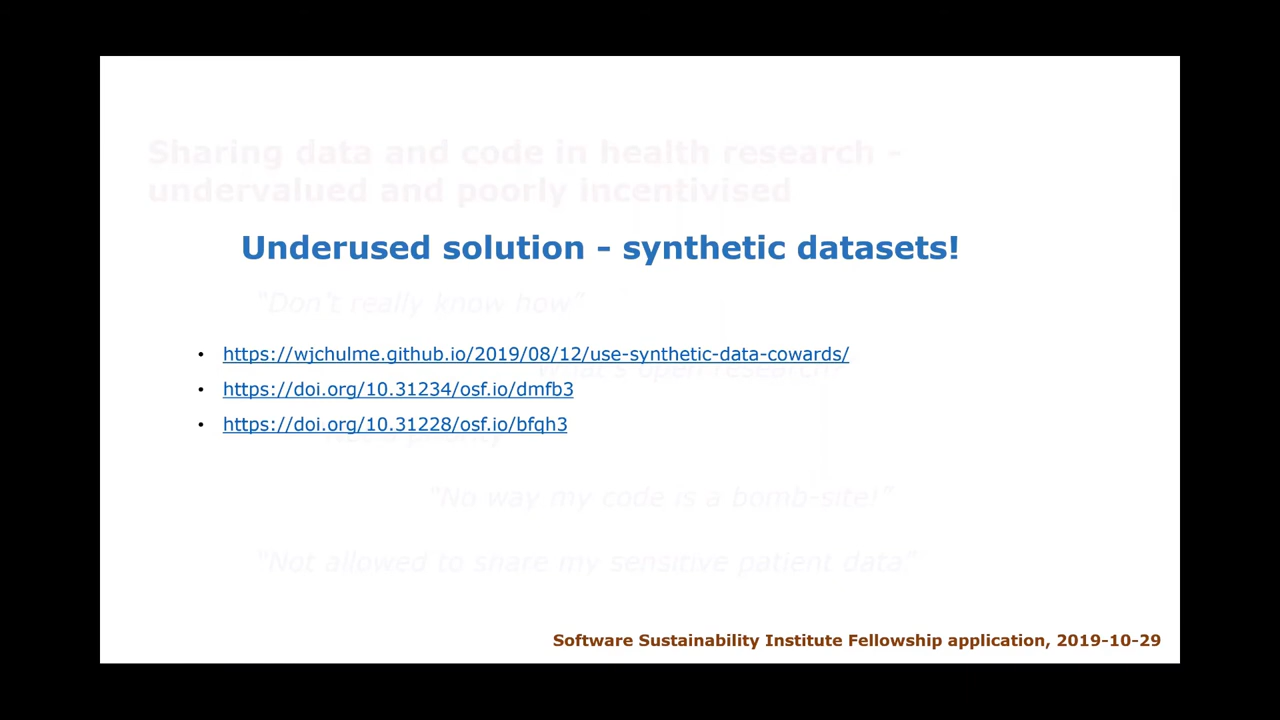 Sharing data and code in health research -
undervalued and poorly incentivised
Underused solution - synthetic datasets!
“Don't really know how”
• https://wjchulme.github.io/2019/08/12/use-synthetic-data-cowards/
“What's open research?”
• https://doi.org/10.31234/osf.io/dmfb3
• https://doi.org/10.31228/osf.io/bfqh3
“No way my code is a bomb-site!”
“Not allowed to share my sensitive patient data”
Software Sustainability Institute Fellowship application, 2019-10-29